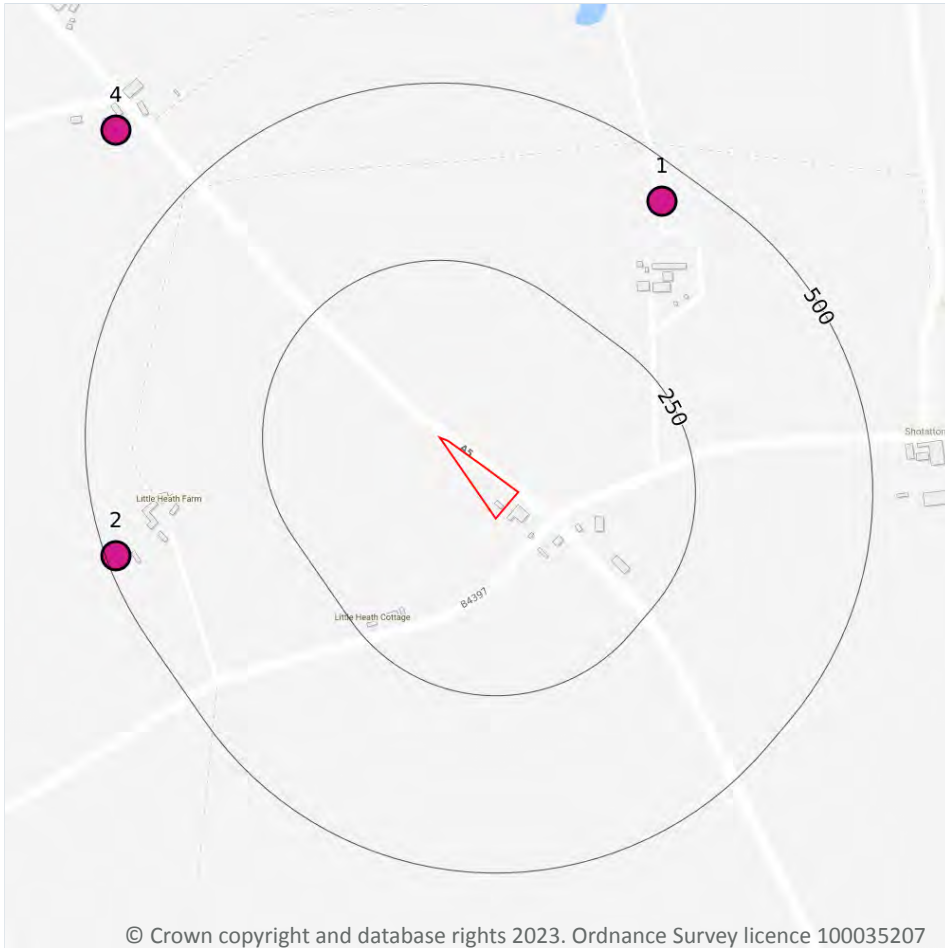 4
1
500
250
A5
Shotatton
Little Heath Farm
2
B4397
Little Heath Cottage
© Crown copyright and database rights 2023. Ordnance Survey licence 100035207